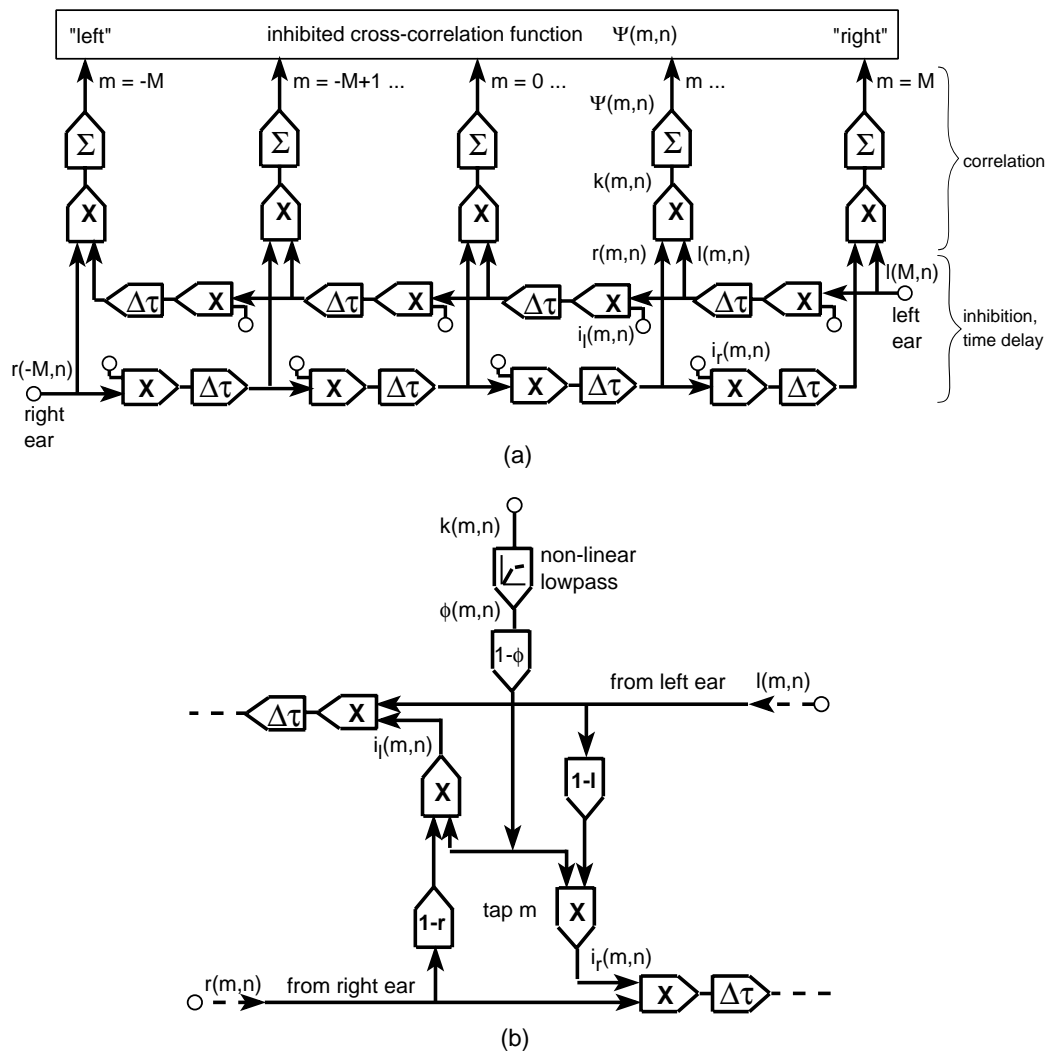 "left" inhibited cross-correlation function Ψ(m,n) "right"
m = -M m = -M+1 ... m = 0 ... m ... m = M
Ψ(m,n)
Σ Σ Σ Σ Σ
correlation
k(m,n)
X X X X X
r(m,n) l(m,n)
l(M,n)
Δτ X Δτ X Δτ X Δτ X
left
ear
inhibition,
time delay
i_l(m,n)
i_r(m,n)
r(-M,n)
X Δτ X Δτ X Δτ X Δτ
right
ear
(a)
k(m,n)
non-linear
lowpass
ϕ(m,n)
1-ϕ
from left ear l(m,n)
Δτ X
i_l(m,n)
1-l
X
tap m X
1-r
i_r(m,n)
r(m,n) from right ear
X Δτ
(b)